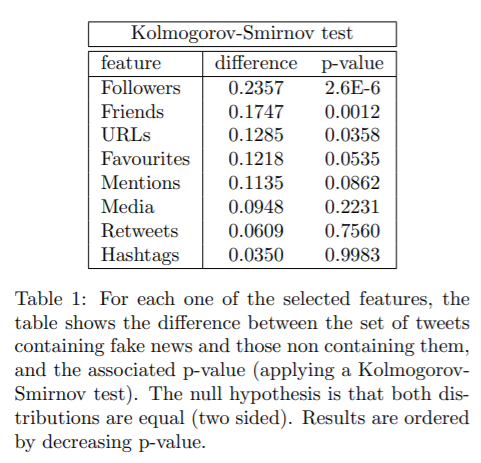 Kolmogorov-Smirnov test
feature difference p-value
Followers 0.2357 2.6E-6
Friends 0.1747 0.0012
URLs 0.1285 0.0358
Favourites 0.1218 0.0535
Mentions 0.1135 0.0862
Media 0.0948 0.2231
Retweets 0.0609 0.7560
Hashtags 0.0350 0.9983
Table 1: For each one of the selected features, the
table shows the difference between the set of tweets
containing fake news and those non containing them,
and the associated p-value (applying a Kolmogorov-
Smirnov test). The null hypothesis is that both dis-
tributions are equal (two sided). Results are ordered
by decreasing p-value.